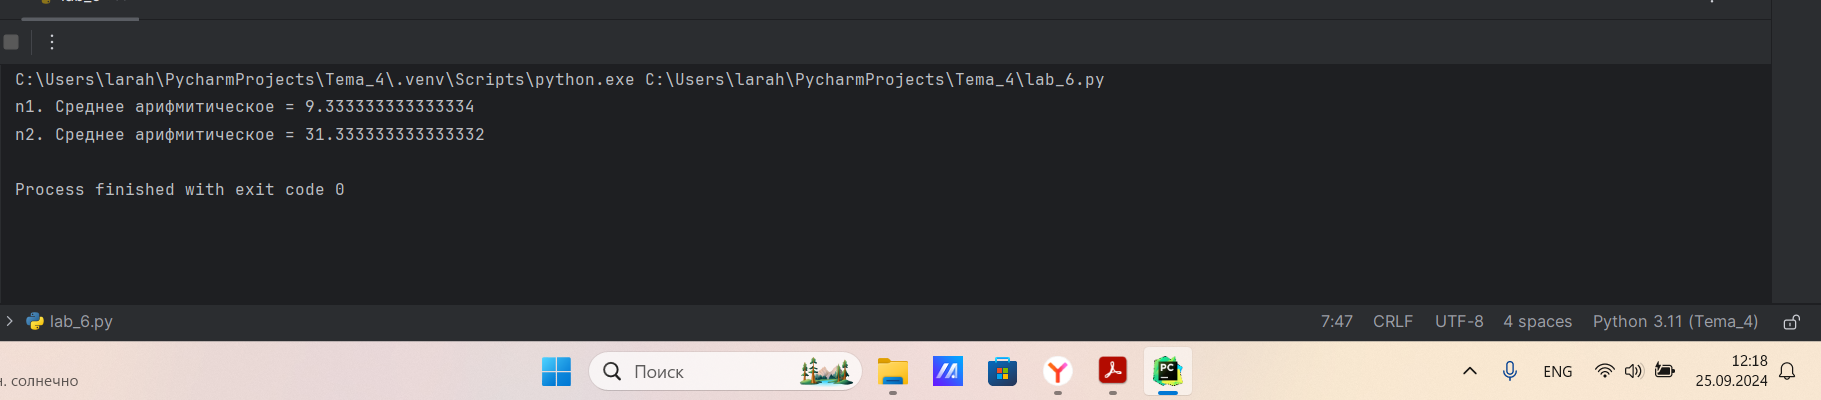 C:\Users\larah\PycharmProjects\Tema_4\.venv\Scripts\python.exe C:\Users\larah\PycharmProjects\Tema_4\lab_6.py
n1. Среднее арифмитическое = 9.333333333333334
n2. Среднее арифмитическое = 31.333333333333332
Process finished with exit code 0
lab_6.py 7:47 CRLF UTF-8 4 spaces Python 3.11 (Tema_4)
солнечно Поиск PC ENG 12:18
25.09.2024